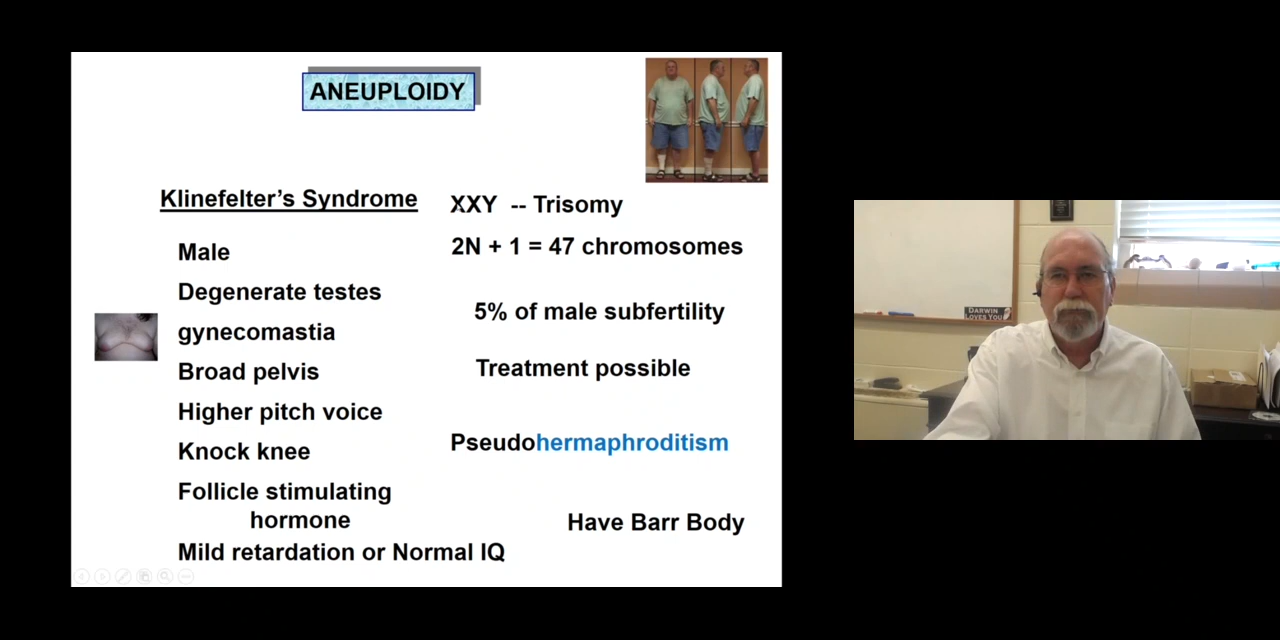 ANEUPLOIDY
Klinefelter’s Syndrome
XXY -- Trisomy
Male
2N + 1 = 47 chromosomes
Degenerate testes
5% of male subfertility
gynecomastia
Broad pelvis
Treatment possible
Higher pitch voice
Knock knee
Pseudohermaphroditism
Follicle stimulating
hormone
Have Barr Body
Mild retardation or Normal IQ
DARWIN
LOVES YOU